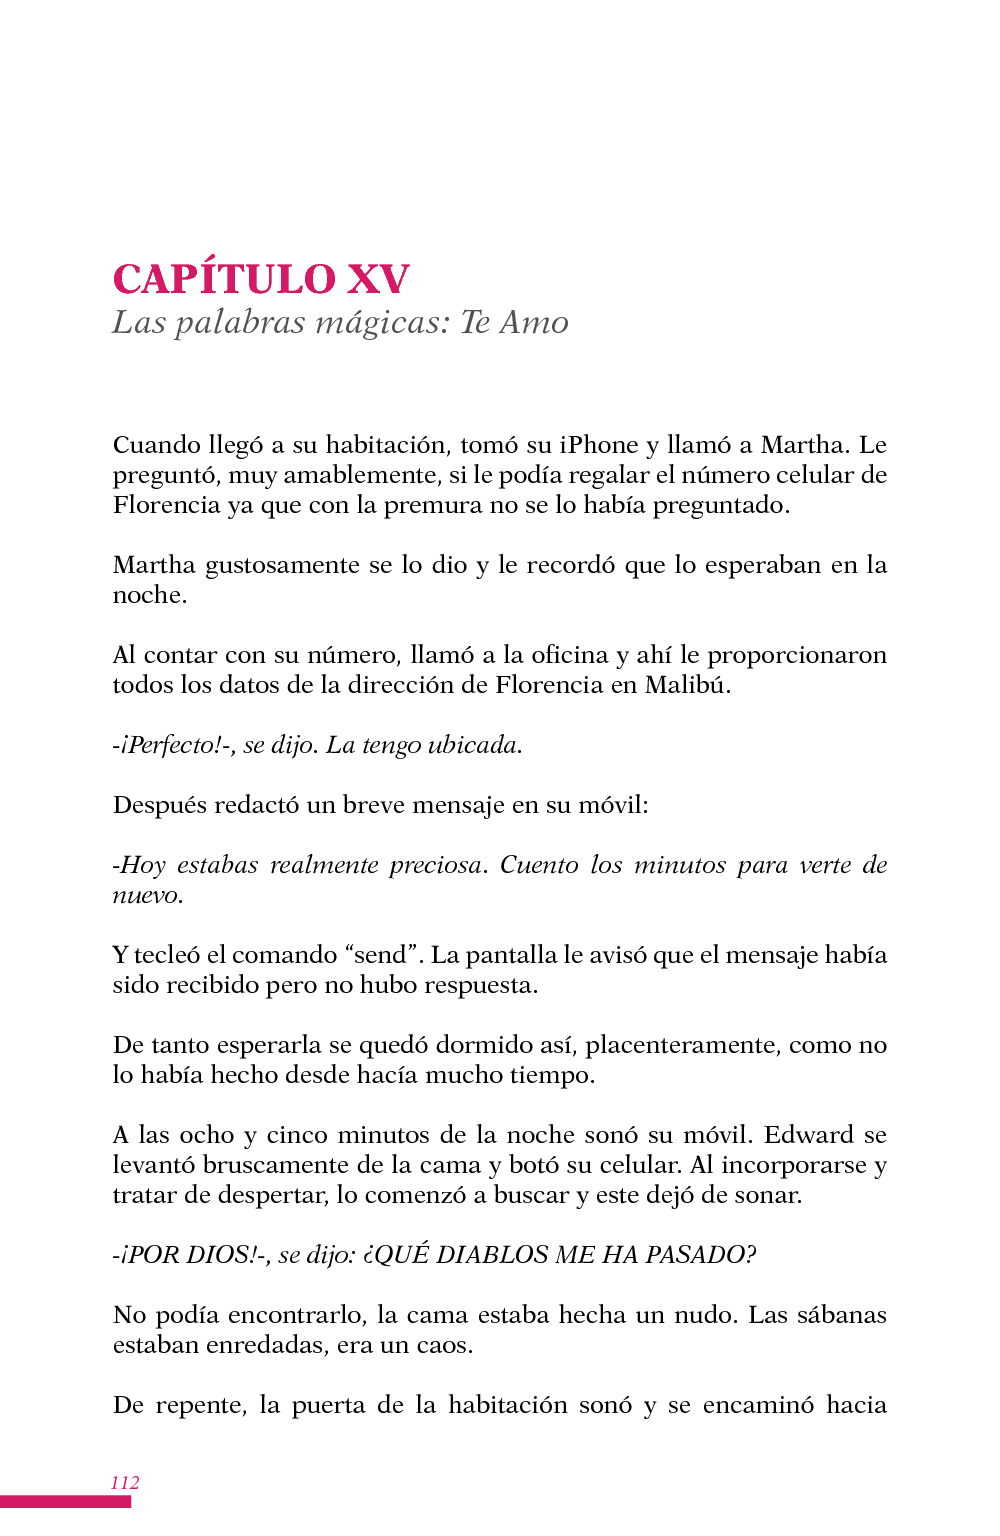 CAPÍTULO XV
Las palabras mágicas: Te Amo
Cuando llegó a su habitación, tomó su iPhone y llamó a Martha. Le
preguntó, muy amablemente, si le podía regalar el número celular de
Florencia ya que con la premura no se lo había preguntado.
Martha gustosamente se lo dio y le recordó que lo esperaban en la
noche.
Al contar con su número, llamó a la oficina y ahí le proporcionaron
todos los datos de la dirección de Florencia en Malibú.
-¡Perfecto!-, se dijo. La tengo ubicada.
Después redactó un breve mensaje en su móvil:
-Hoy estabas realmente preciosa. Cuento los minutos para verte de
nuevo.
Y tecleó el comando “send”. La pantalla le avisó que el mensaje había
sido recibido pero no hubo respuesta.
De tanto esperarla se quedó dormido así, placenteramente, como no
lo había hecho desde hacía mucho tiempo.
A las ocho y cinco minutos de la noche sonó su móvil. Edward se
levantó bruscamente de la cama y botó su celular. Al incorporarse y
tratar de despertar, lo comenzó a buscar y este dejó de sonar.
-¡POR DIOS!-, se dijo: ¿QUÉ DIABLOS ME HA PASADO?
No podía encontrarlo, la cama estaba hecha un nudo. Las sábanas
estaban enredadas, era un caos.
De repente, la puerta de la habitación sonó y se encaminó hacia
112